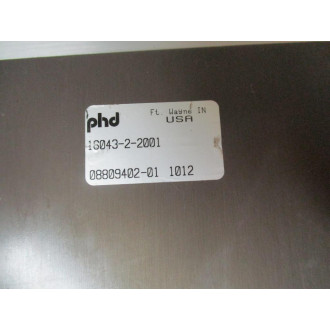 phd
Ft. Wayne IN
USA
16043-2-2001
08809402-01 1012